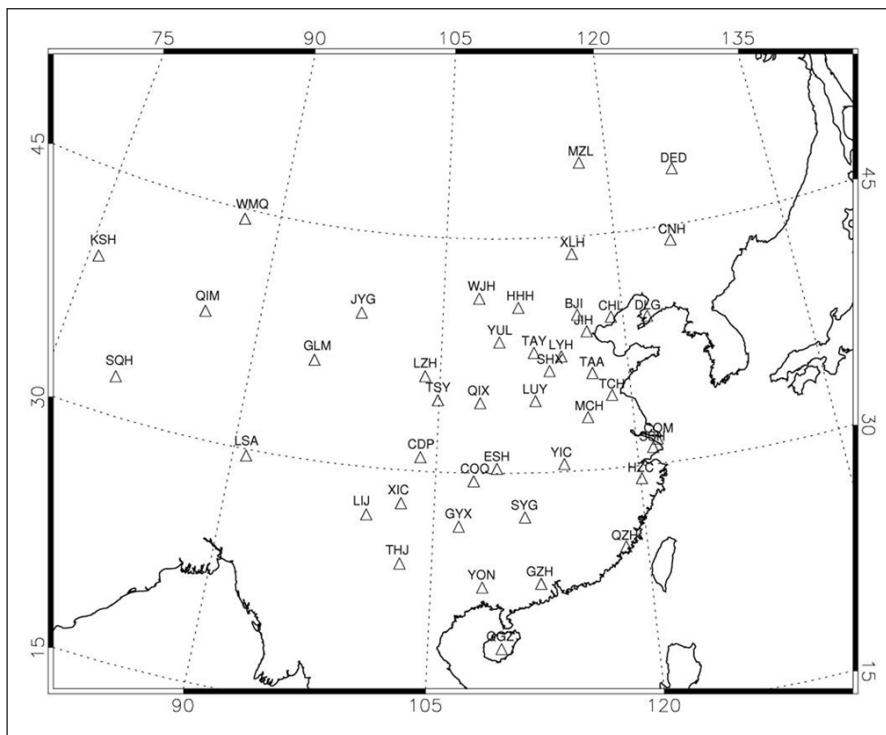 75 90 105 120 135
45
45
MZL
DED
WMQ
KSH
CNH
XLH
QIM
JYG
WJH
HHH
BJI
CHL
DLG
JIH
YUL
TAY
LYH
GLM
SHX
SQH
LZH
TAA
TSY
QIX
LUY
TCH
MCH
30
30
COM
LSA
CDP
ESH
YIC
COQ
HZC
XIC
LIJ
GYX
SYG
QZH
THJ
YON
GZH
15
15
90 105 120